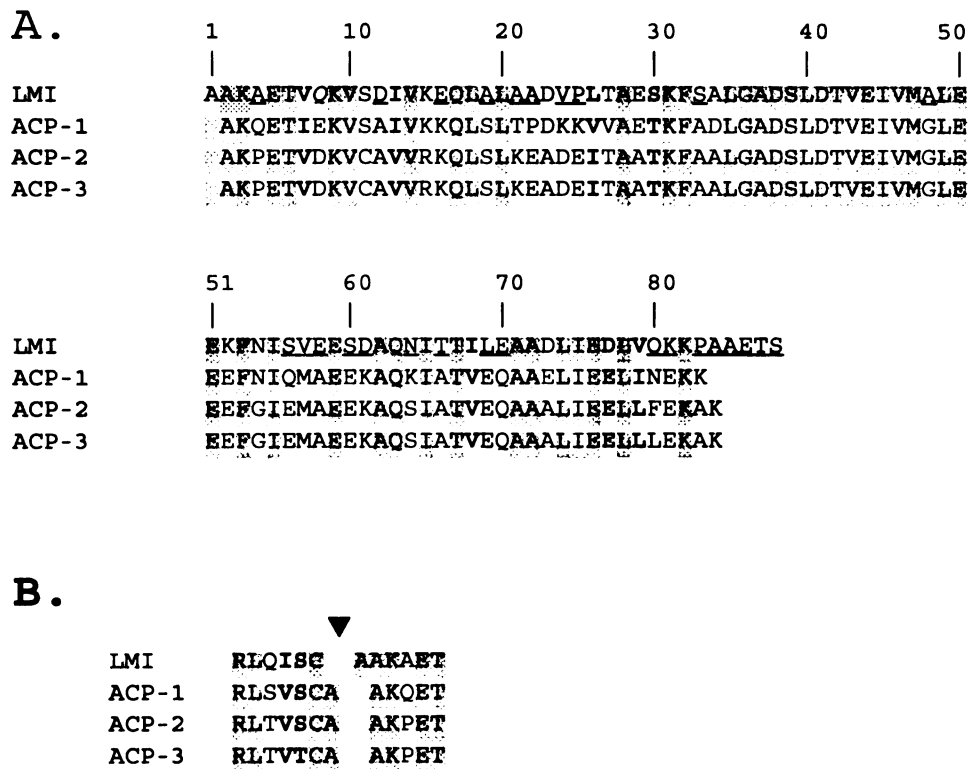 A.
1 10 20 30 40 50
LMI AAKAETVQKVSDIVKEQLALAADVPLTAESKFSALGADSLDTVEIVMALE
ACP-1 AKQETIEKVSAIVKKQLSLTPDKKVVAETKFADLGADSLDTVEIVMGLE
ACP-2 AKPETVDKVCAVVRKQLSLKEADEITAATKFAALGADSLDTVEIVMGLE
ACP-3 AKPETVDKVCAVVRKQLSLKEADEITAATKFAALGADSLDTVEIVMGLE
51 60 70 80
LMI EKFNISVEESDAQNITTILEAADLIEDLVQKKPAAETS
ACP-1 EEFNIQMAEEKAQKIATVEQAAELIEELINEKK
ACP-2 EEFGIEMAEEKAQSIATVEQAAALIEELLFEKAK
ACP-3 EEFGIEMAEEKAQSIATVEQAAALIEELLLEKAK
B.
LMI RLQISC AAKAET
ACP-1 RLSVSCA AKQET
ACP-2 RLTVSCA AKPET
ACP-3 RLTVTCA AKPET